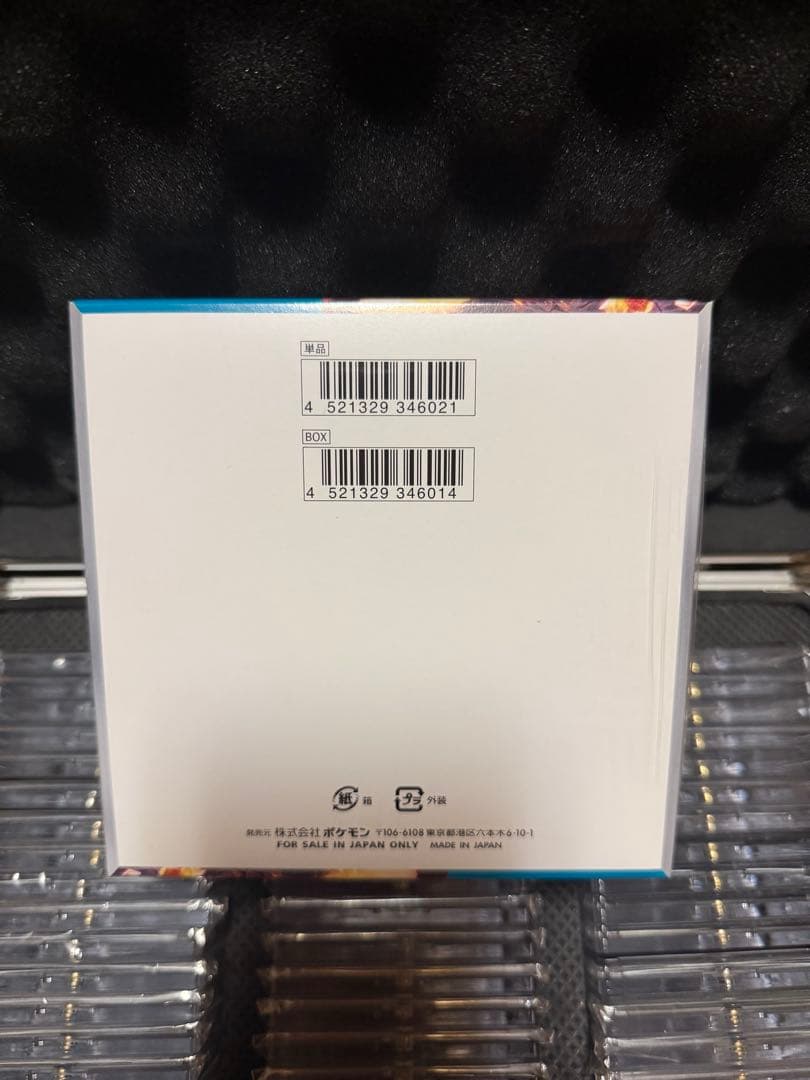 単品
4 521329 346021
BOX
4 521329 346014
紙 箱 プラ 外装
発売元 株式会社 ポケモン 〒106-6108 東京都港区六本木6-10-1
FOR SALE IN JAPAN ONLY MADE IN JAPAN